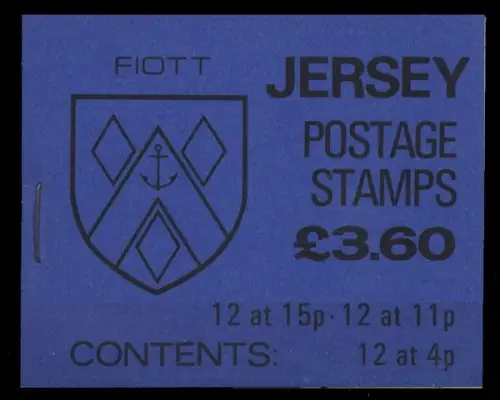 FIOTT
JERSEY
POSTAGE
STAMPS
£3.60
12 at 15p · 12 at 11p
CONTENTS: 12 at 4p